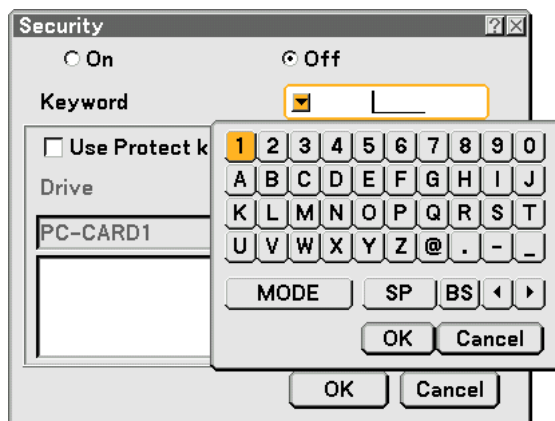 Security
On Off
Keyword
Use Protect k
1 2 3 4 5 6 7 8 9 0
A B C D E F G H I J
Drive
K L M N O P Q R S T
PC-CARD1
U V W X Y Z @ . - _
MODE SP BS
OK Cancel
OK Cancel